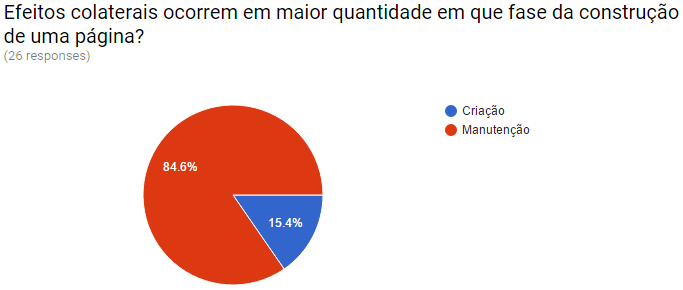 Efeitos colaterais ocorrem em maior quantidade em que fase da construção
de uma página?
(26 responses)
Criação
Manutenção
84.6%
15.4%